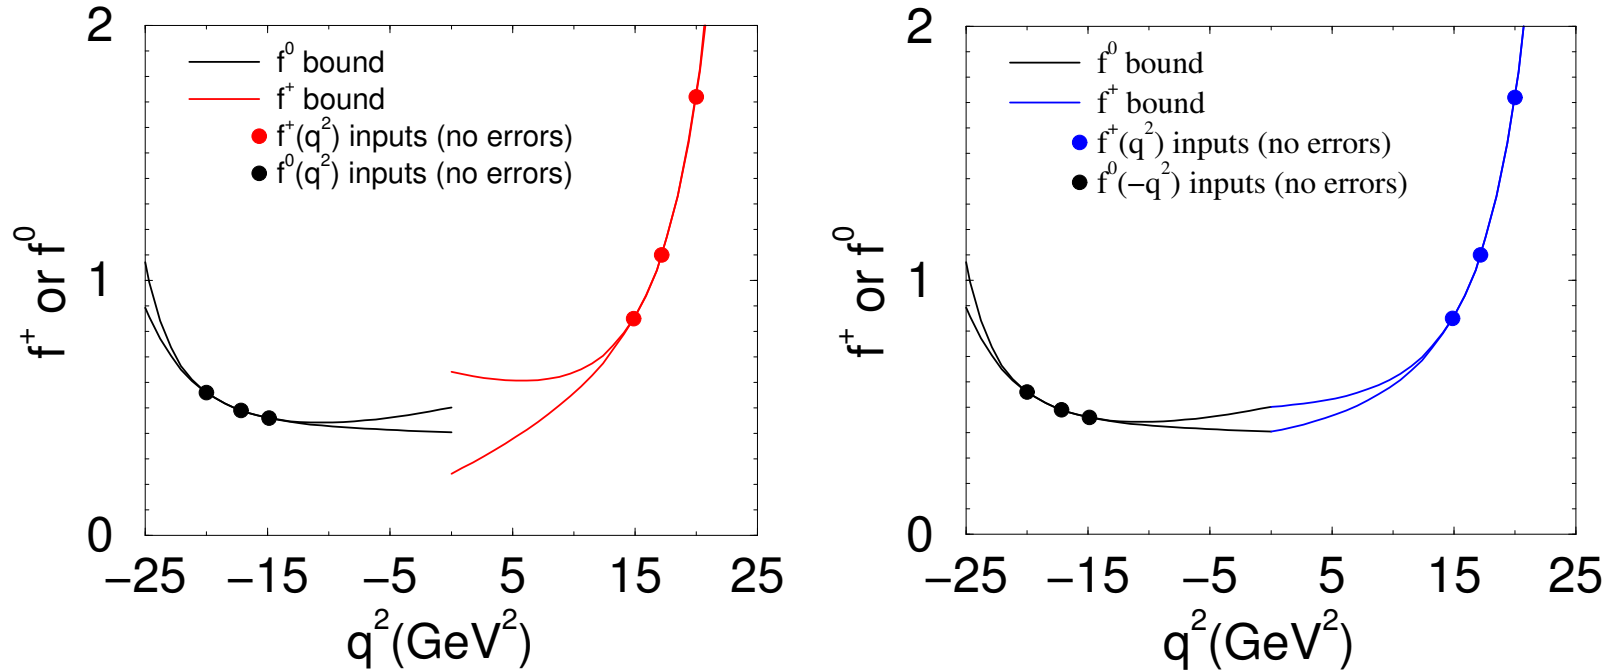 2
1
0
f⁺ or f⁰
f⁰ bound
f⁺ bound
f⁺(q²) inputs (no errors)
f⁰(q²) inputs (no errors)
−25 −15 −5 5 15 25
q²(GeV²)
2
1
0
f⁺ or f⁰
f⁰ bound
f⁺ bound
f⁺(q²) inputs (no errors)
f⁰(−q²) inputs (no errors)
−25 −15 −5 5 15 25
q²(GeV²)